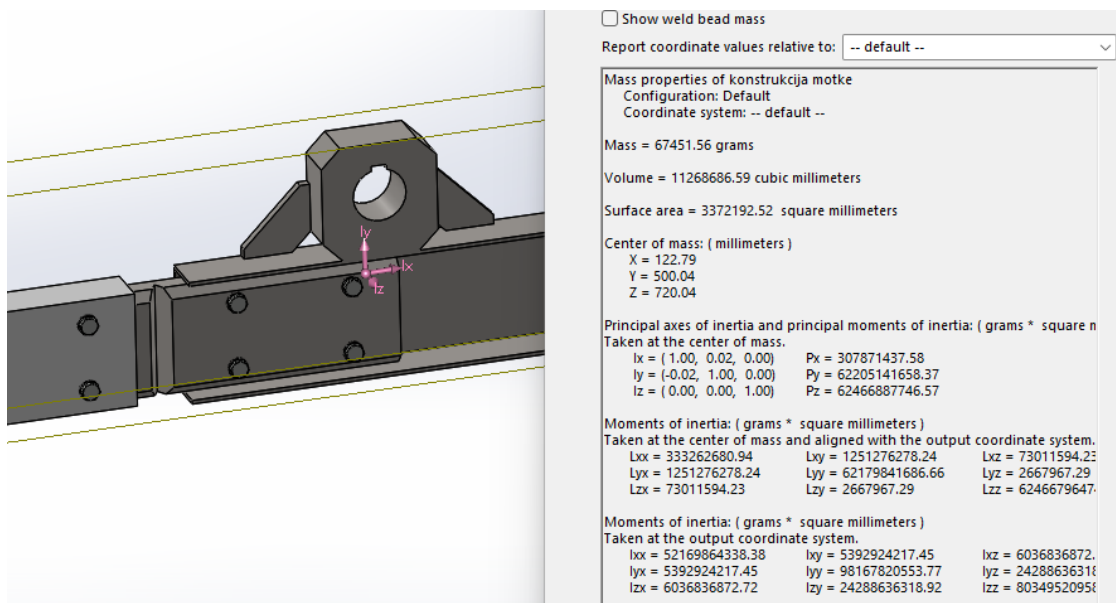 Show weld bead mass
Report coordinate values relative to: -- default --
Mass properties of konstrukcija motke
Configuration: Default
Coordinate system: -- default --
Mass = 67451.56 grams
Volume = 11268686.59 cubic millimeters
Surface area = 3372192.52 square millimeters
Center of mass: ( millimeters )
X = 122.79
Y = 500.04
Z = 720.04
Principal axes of inertia and principal moments of inertia: ( grams * square m
Taken at the center of mass.
Ix = ( 1.00, 0.02, 0.00) Px = 307871437.58
Iy = (-0.02, 1.00, 0.00) Py = 62205141658.37
Iz = ( 0.00, 0.00, 1.00) Pz = 62466887746.57
Moments of inertia: ( grams * square millimeters )
Taken at the center of mass and aligned with the output coordinate system.
Lxx = 333262680.94 Lxy = 1251276278.24 Lxz = 73011594.23
Lyx = 1251276278.24 Lyy = 62179841686.66 Lyz = 2667967.29
Lzx = 73011594.23 Lzy = 2667967.29 Lzz = 6246679647
Moments of inertia: ( grams * square millimeters )
Taken at the output coordinate system.
Ixx = 52169864338.38 Ixy = 5392924217.45 Ixz = 6036836872.
Iyx = 5392924217.45 Iyy = 98167820553.77 Iyz = 2428863631
Izx = 6036836872.72 Izy = 24288636318.92 Izz = 8034952095
Iy
Ix
Iz